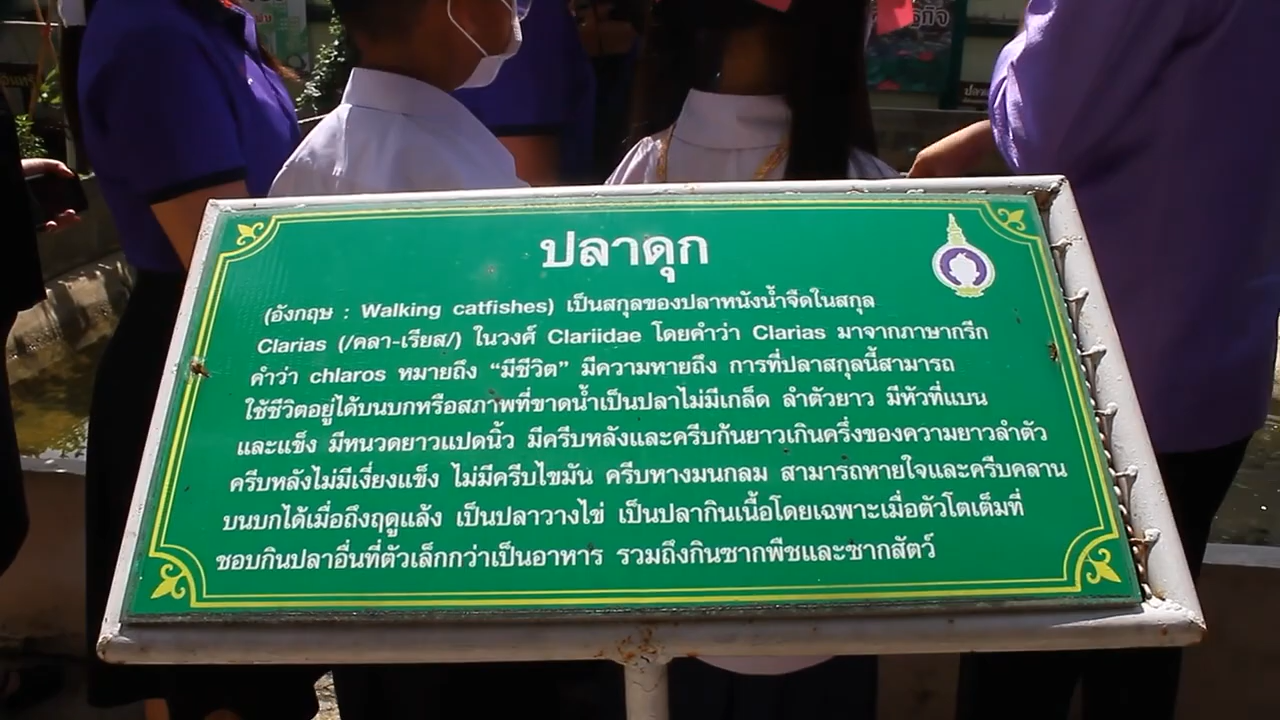 ปลาดุก
(อังกฤษ : Walking catfishes) เป็นสกุลของปลาหนังน้ำจืดในสกุล
Clarias (/คลา-เรียส/) ในวงศ์ Clariidae โดยคำว่า Clarias มาจากภาษากรีก
คำว่า chlaros หมายถึง “มีชีวิต” มีความหายถึง การที่ปลาสกุลนี้สามารถ
ใช้ชีวิตอยู่ได้บนบกหรือสภาพที่ขาดน้ำเป็นปลาไม่มีเกล็ด ลำตัวยาว มีหัวที่แบน
และแข็ง มีหนวดยาวแปดนิ้ว มีครีบหลังและครีบก้นยาวเกินครึ่งของความยาวลำตัว
ครีบหลังไม่มีเงี่ยงแข็ง ไม่มีครีบไขมัน ครีบหางมนกลม สามารถหายใจและครีบคลาน
บนบกได้เมื่อถึงฤดูแล้ง เป็นปลาวางไข่ เป็นปลากินเนื้อโดยเฉพาะเมื่อตัวโตเต็มที่
ชอบกินปลาอื่นที่ตัวเล็กกว่าเป็นอาหาร รวมถึงกินซากพืชและซากสัตว์